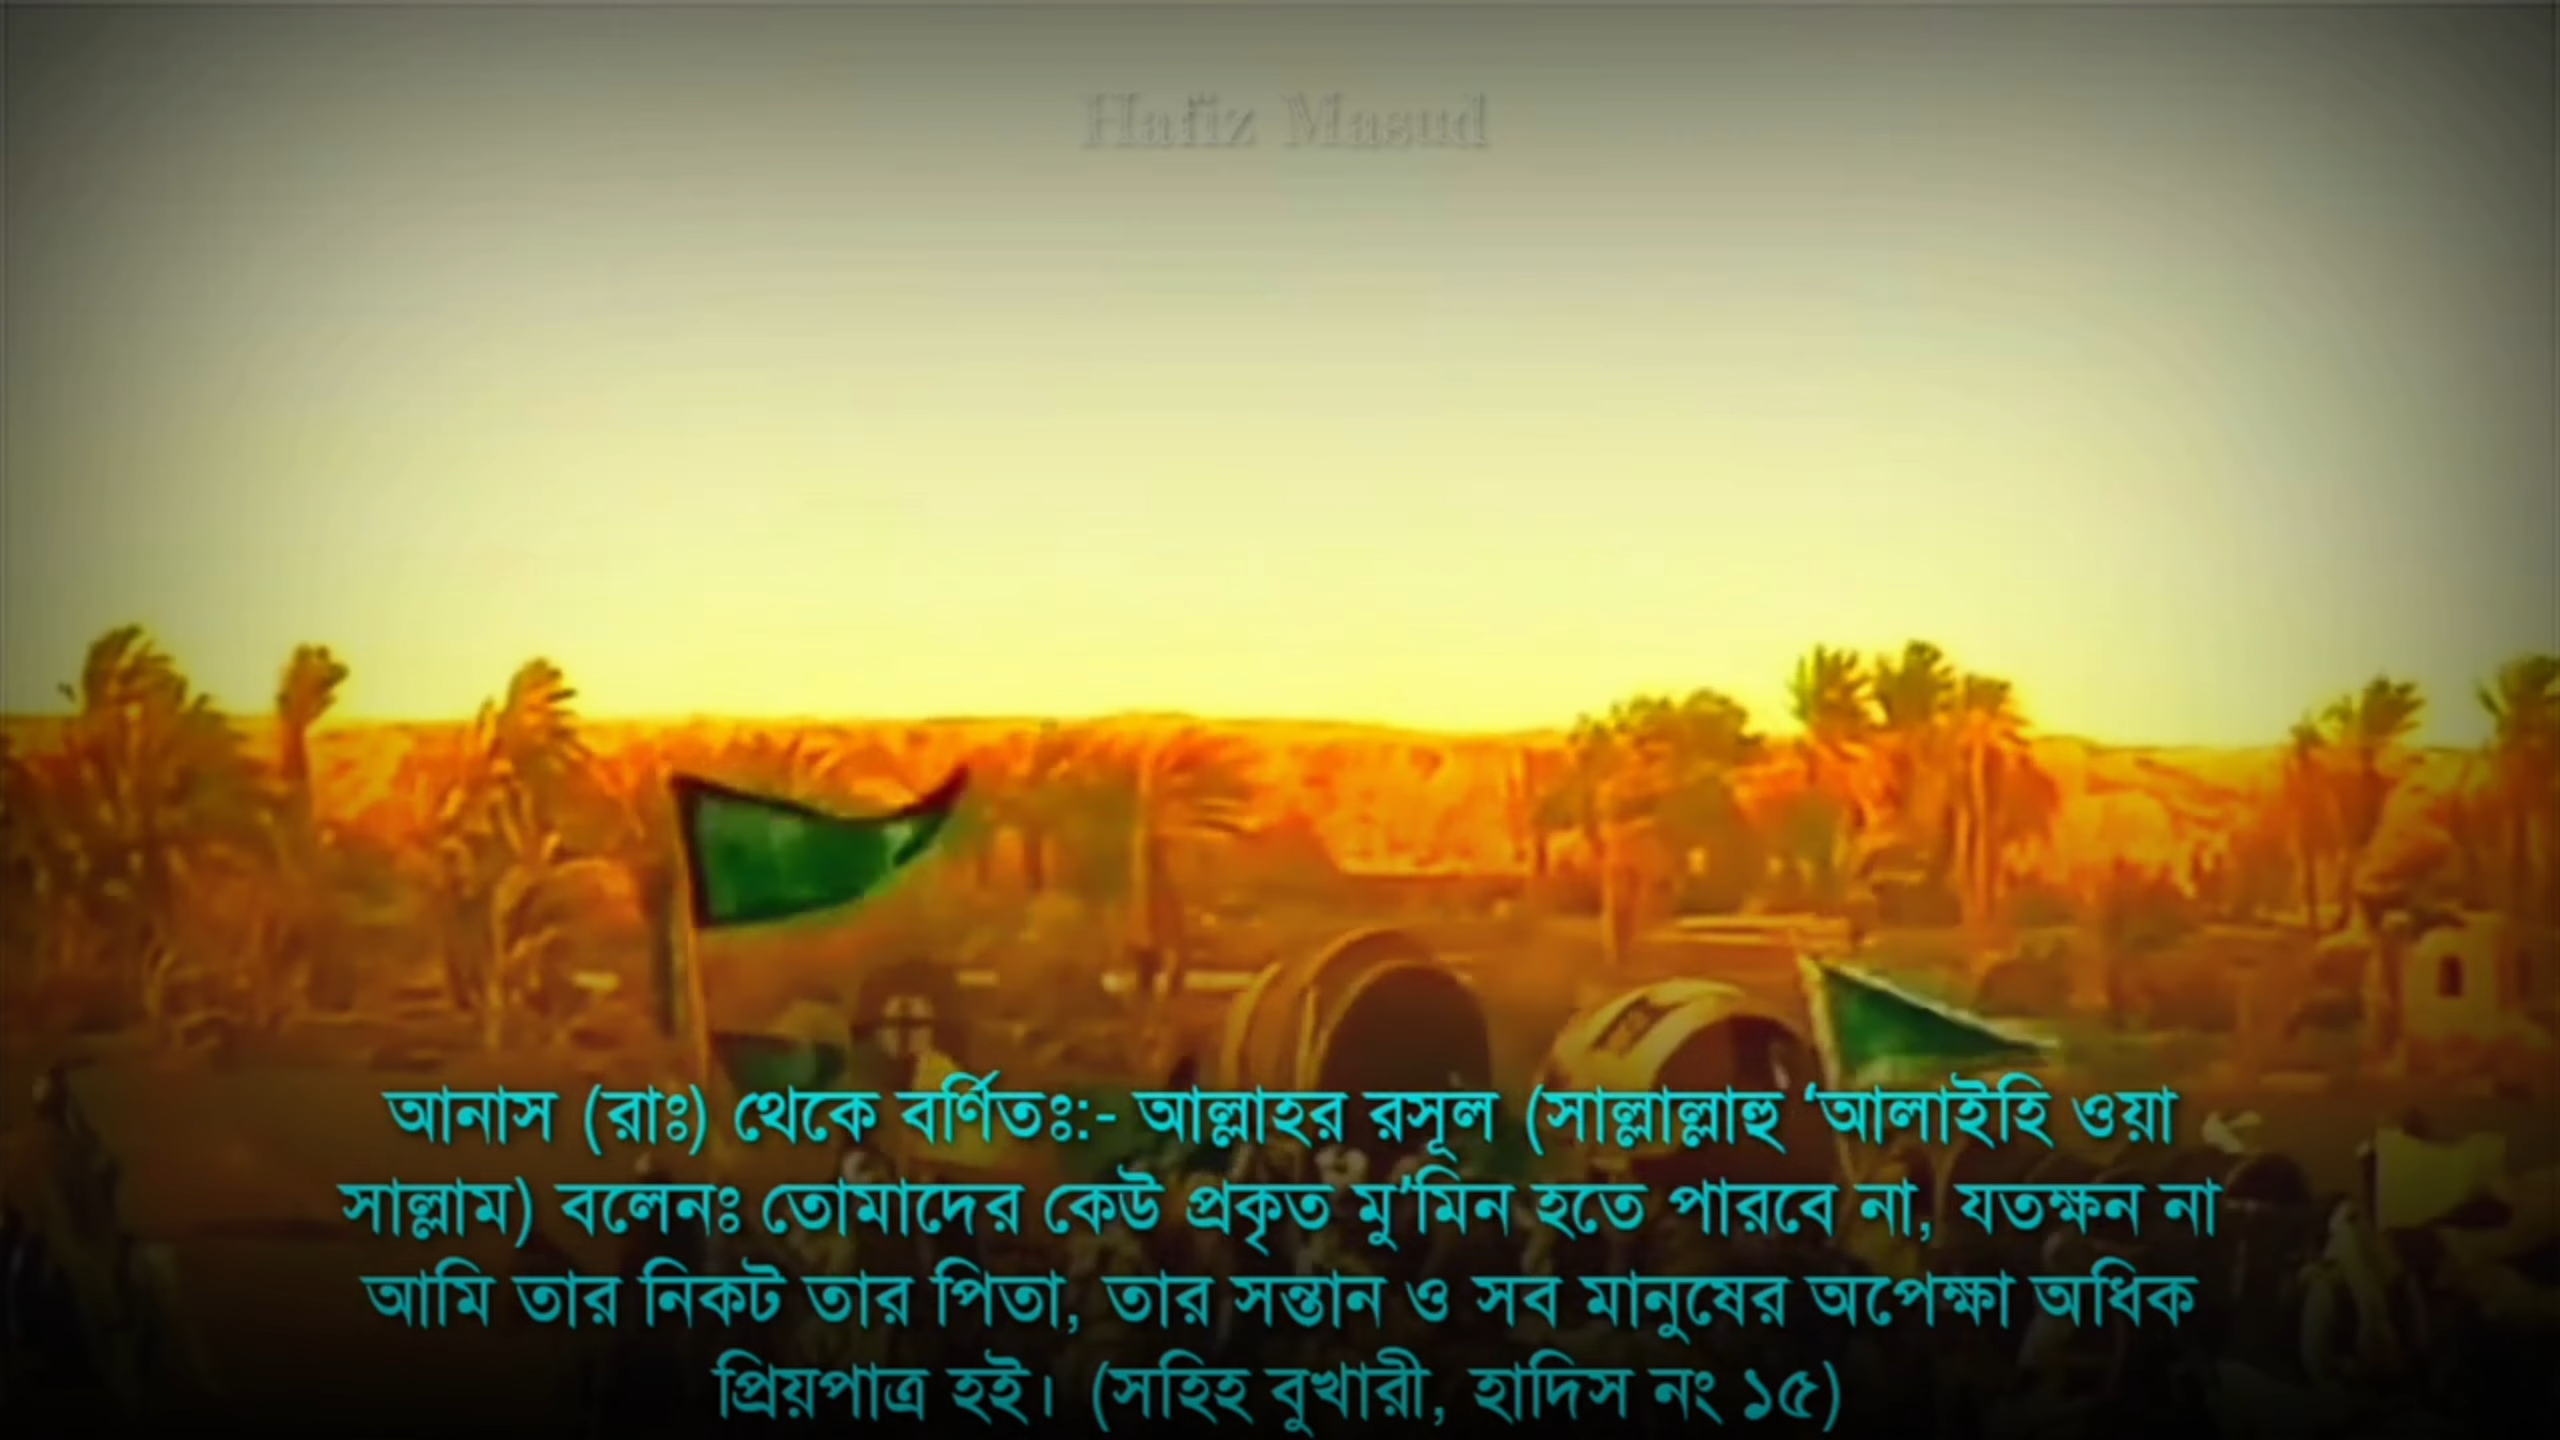 Hafiz Masud
আনাস (রাঃ) থেকে বর্ণিতঃ:- আল্লাহর রসূল (সাল্লাল্লাহু ‘আলাইহি ওয়া
সাল্লাম) বলেনঃ তোমাদের কেউ প্রকৃত মু’মিন হতে পারবে না, যতক্ষন না
আমি তার নিকট তার পিতা, তার সন্তান ও সব মানুষের অপেক্ষা অধিক
প্রিয়পাত্র হই। (সহিহ বুখারী, হাদিস নং ১৫)